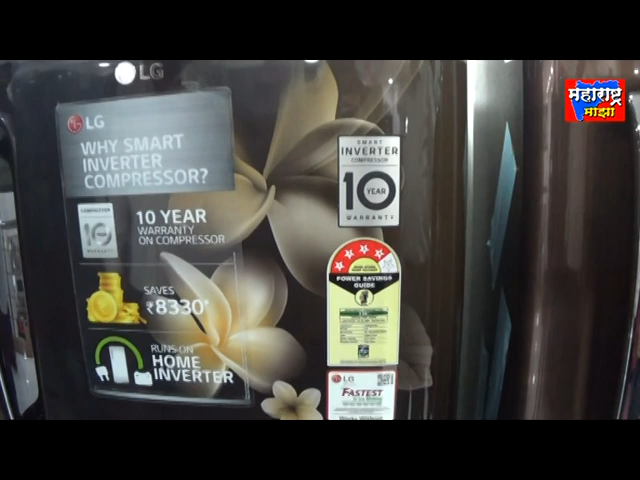 LG
महाराष्ट्र
माझा
LG
WHY SMART
INVERTER
COMPRESSOR?
10 YEAR
WARRANTY
ON COMPRESSOR
SAVES
₹8330*
RUNS ON
HOME
INVERTER
SMART
INVERTER
COMPRESSOR
10 YEAR
WARRANTY
POWER SAVINGS
GUIDE
LG
FASTEST